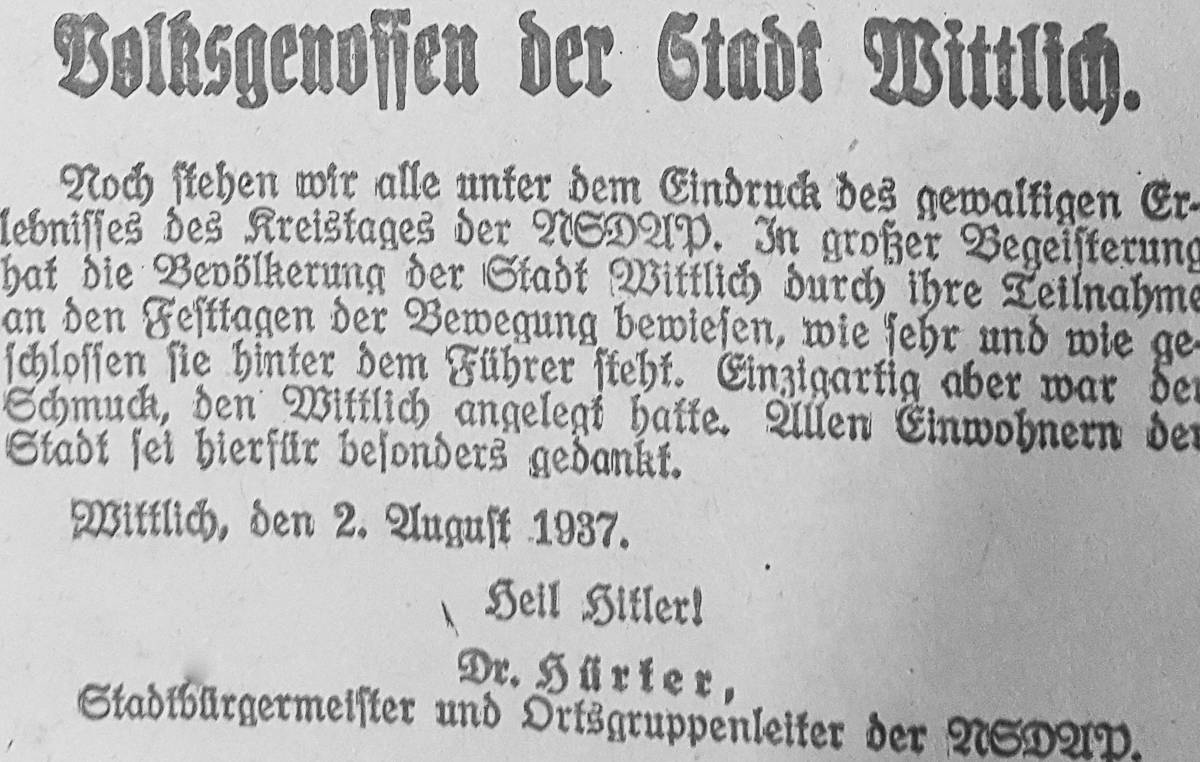 Volksgenossen der Stadt Wittlich.
Noch stehen wir alle unter dem Eindruck des gewaltigen Er-
lebnisses des Kreistages der NSDAP. In großer Begeisterung
hat die Bevölkerung der Stadt Wittlich durch ihre Teilnahme
an den Festtagen der Bewegung bewiesen, wie sehr und wie ge-
schlossen sie hinter dem Führer steht. Einzigartig aber war der
Schmuck, den Wittlich angelegt hatte. Allen Einwohnern der
Stadt sei hierfür besonders gedankt.
Wittlich, den 2. August 1937.
Heil Hitler!
Dr. Hürter,
Stadtbürgermeister und Ortsgruppenleiter der NSDAP.